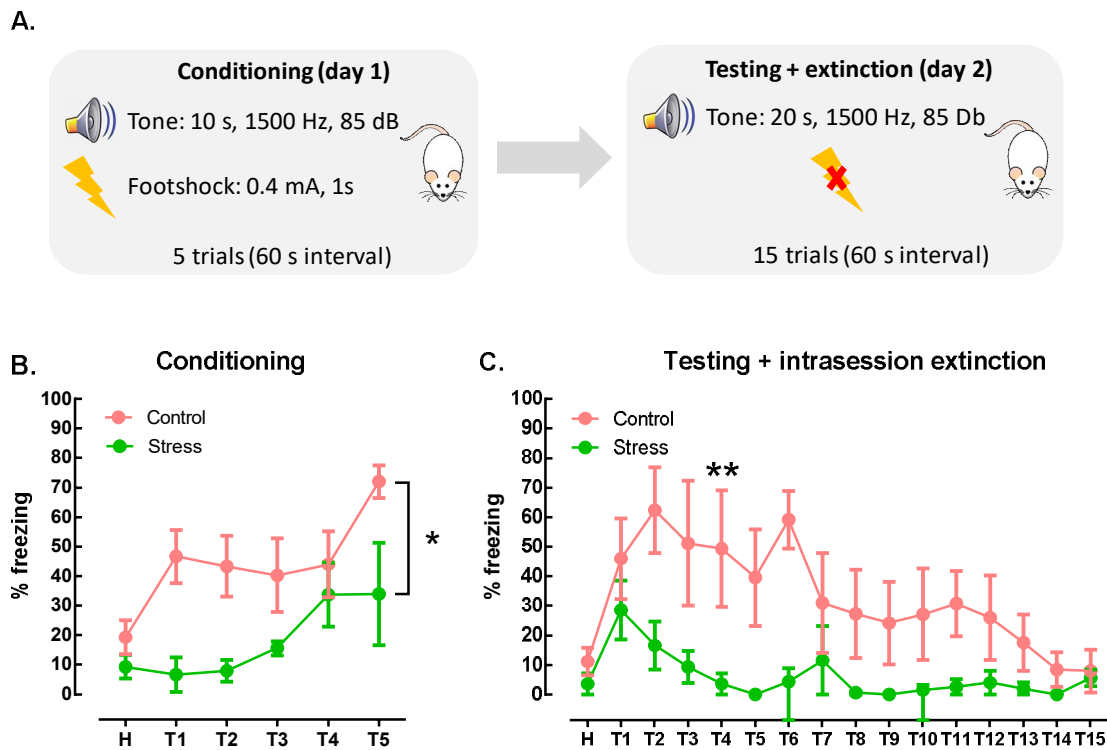 A.
Conditioning (day 1)
Tone: 10 s, 1500 Hz, 85 dB
Footshock: 0.4 mA, 1s
5 trials (60 s interval)
Testing + extinction (day 2)
Tone: 20 s, 1500 Hz, 85 Db
15 trials (60 s interval)
B.
Conditioning
% freezing
100
90
80
70
60
50
40
30
20
10
0
Control
Stress
*
H T1 T2 T3 T4 T5
C.
Testing + intrasession extinction
% freezing
100
90
80
70
60
50
40
30
20
10
0
Control
Stress
**
H T1 T2 T3 T4 T5 T6 T7 T8 T9 T10 T11 T12 T13 T14 T15